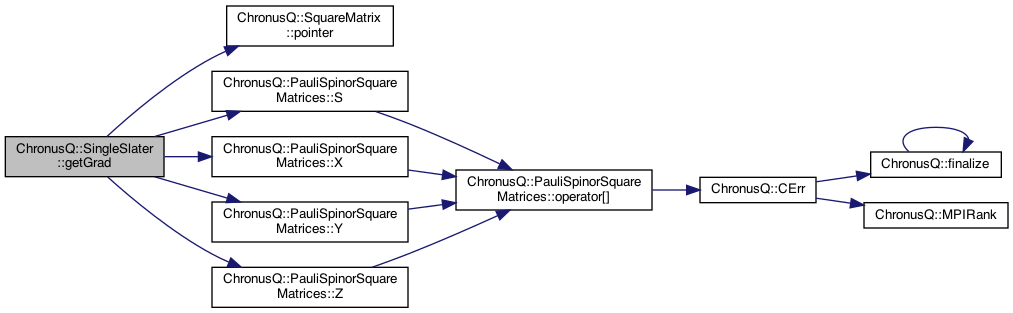 ChronusQ::SquareMatrix
::pointer
ChronusQ::PauliSpinorSquare
Matrices::S
ChronusQ::SingleSlater
::getGrad
ChronusQ::PauliSpinorSquare
Matrices::X
ChronusQ::PauliSpinorSquare
Matrices::Y
ChronusQ::PauliSpinorSquare
Matrices::Z
ChronusQ::PauliSpinorSquare
Matrices::operator[]
ChronusQ::CErr
ChronusQ::finalize
ChronusQ::MPIRank